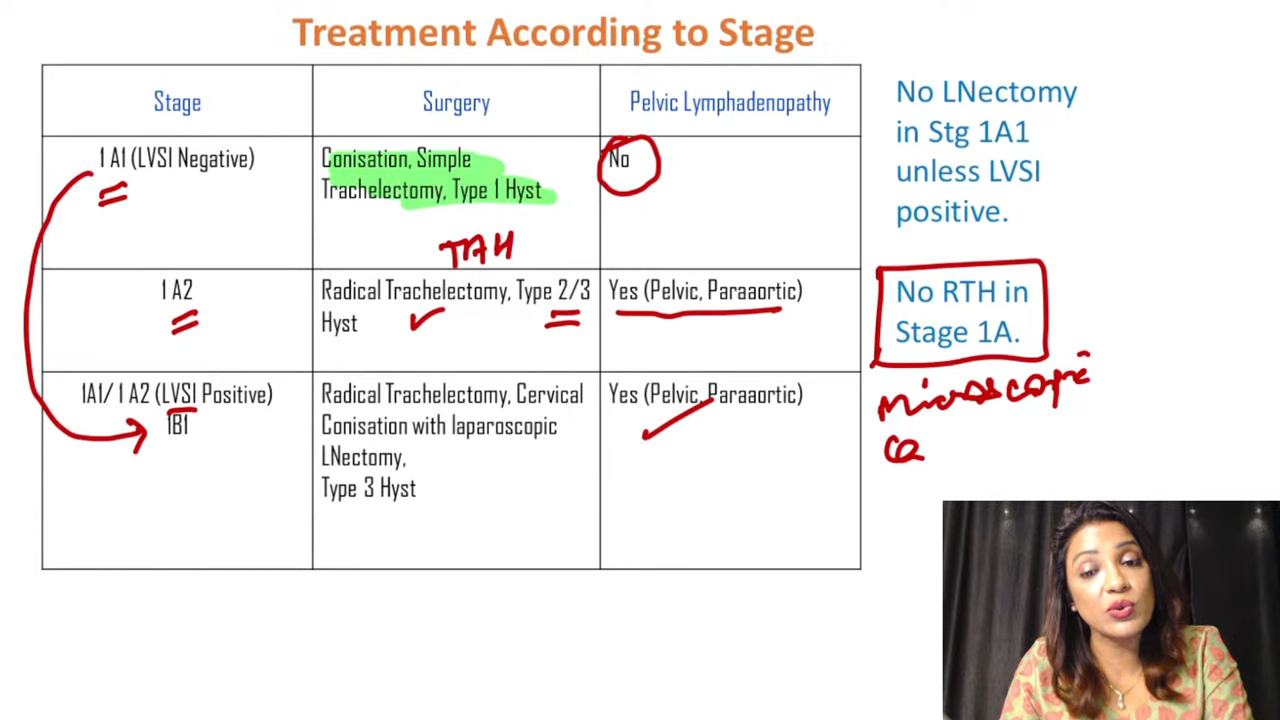 Treatment According to Stage
Stage
Surgery
Pelvic Lymphadenopathy
1 A1 (LVSI Negative)
Conisation, Simple
Trachelectomy, Type 1 Hyst
No
TAH
1 A2
Radical Trachelectomy, Type 2/3
Hyst
Yes (Pelvic, Paraaortic)
1A1/ 1 A2 (LVSI Positive)
1B1
Radical Trachelectomy, Cervical
Conisation with laparoscopic
LNectomy,
Type 3 Hyst
Yes (Pelvic, Paraaortic)
No LNectomy
in Stg 1A1
unless LVSI
positive.
No RTH in
Stage 1A.
Microscopic
Ca